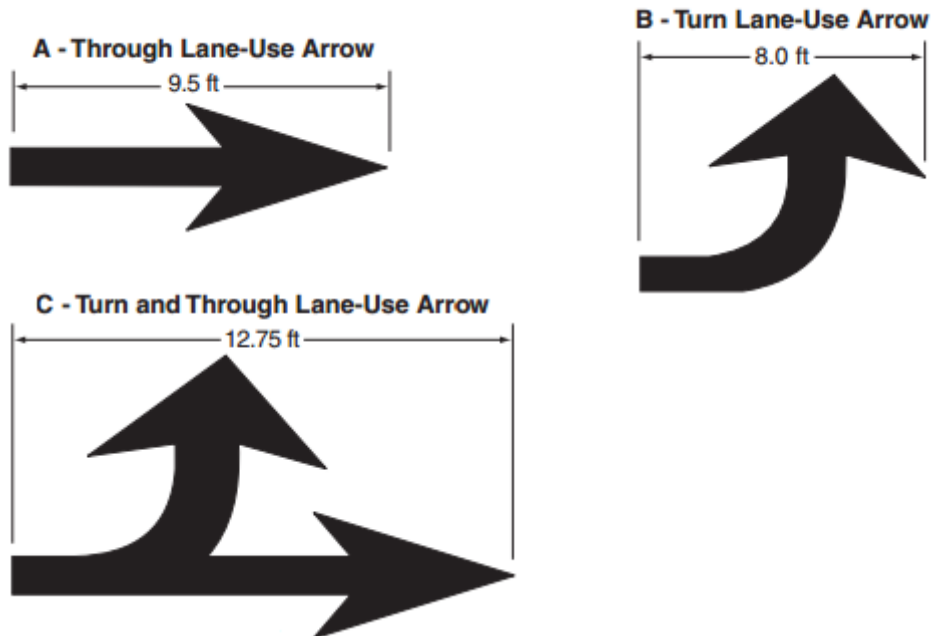 A - Through Lane-Use Arrow
9.5 ft
B - Turn Lane-Use Arrow
8.0 ft
C - Turn and Through Lane-Use Arrow
12.75 ft